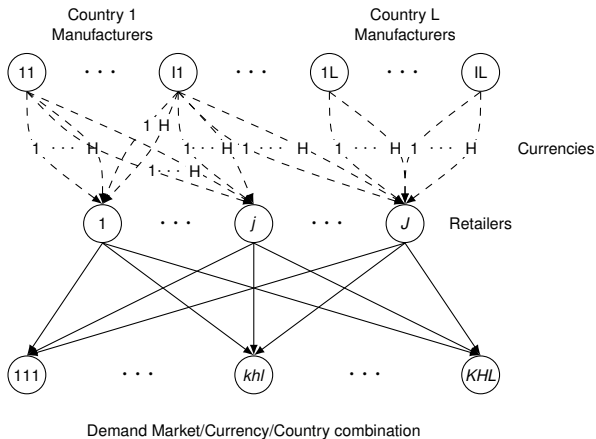 Country 1 Country L
Manufacturers Manufacturers
11 · · · I1 · · · 1L · · · IL
1 H
1 · · · H 1 · · · H 1 · · · H 1 · · · H 1 · · · H Currencies
1 · · · H
1 · · · j · · · J Retailers
111 · · · khl · · · KHL
Demand Market/Currency/Country combination